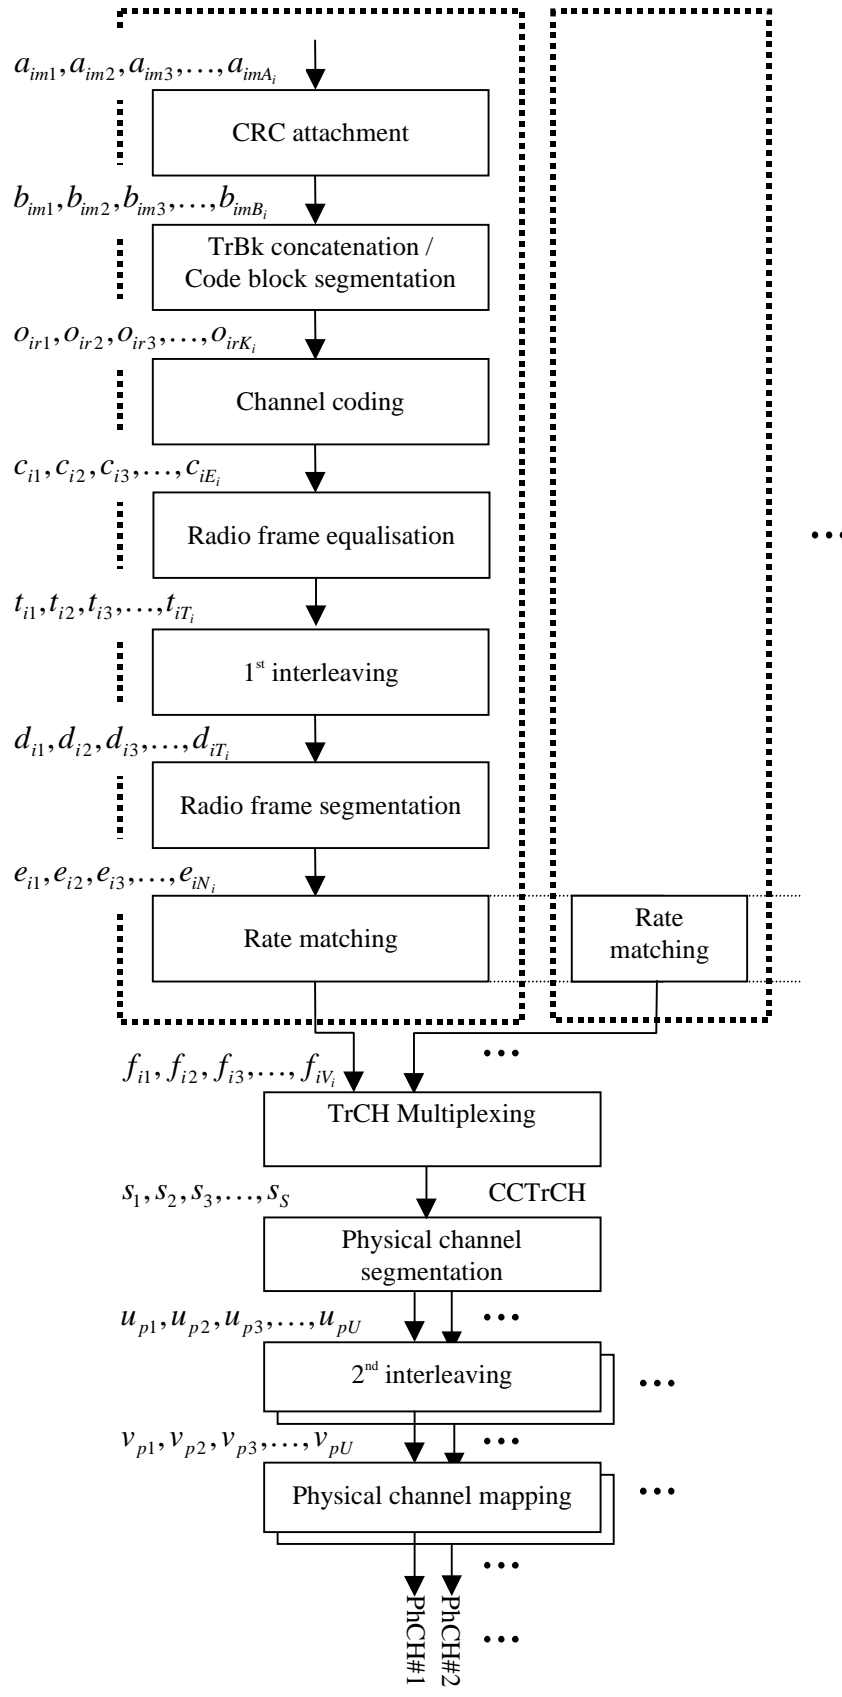 a_{im1}, a_{im2}, a_{im3}, …, a_{imA_i}
CRC attachment
b_{im1}, b_{im2}, b_{im3}, …, b_{imB_i}
TrBk concatenation /
Code block segmentation
o_{ir1}, o_{ir2}, o_{ir3}, …, o_{irK_i}
Channel coding
c_{i1}, c_{i2}, c_{i3}, …, c_{iE_i}
Radio frame equalisation
…
t_{i1}, t_{i2}, t_{i3}, …, t_{iT_i}
1st interleaving
d_{i1}, d_{i2}, d_{i3}, …, d_{iT_i}
Radio frame segmentation
e_{i1}, e_{i2}, e_{i3}, …, e_{iN_i}
Rate matching
Rate
matching
…
f_{i1}, f_{i2}, f_{i3}, …, f_{iV_i}
TrCH Multiplexing
s_1, s_2, s_3, …, s_S
CCTrCH
Physical channel
segmentation
u_{p1}, u_{p2}, u_{p3}, …, u_{pU}
…
2nd interleaving
…
v_{p1}, v_{p2}, v_{p3}, …, v_{pU}
…
Physical channel mapping
…
…
PhCH#1
PhCH#2
…